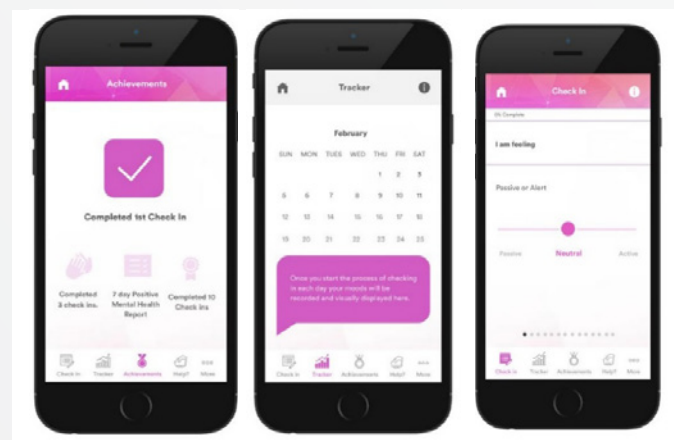 Achievements
Completed 1st Check In
Completed
3 check ins.
7 day Positive
Mental Health
Report
Completed 10
Check ins
Check In Tracker Achievements Help? More
Tracker
February
SUN MON TUES WED THU FRI SAT
1 2 3
5 6 7 8 9 10 11
12 13 14 15 16 17 18
19 20 21 22 23 24 25
Once you start the process of checking
in each day your moods will be
recorded and visually displayed here.
Check In Tracker Achievements Help? More
Check In
0% Complete
I am feeling
Passive or Alert
Passive Neutral Active
Check In Tracker Achievements Help? More